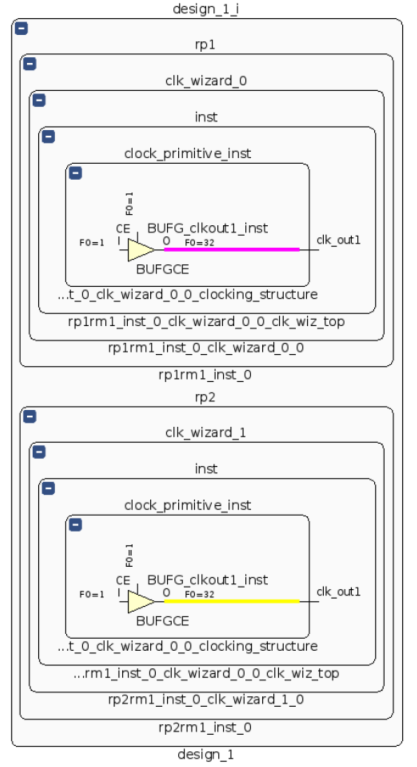 design_1_i
rp1
clk_wizard_0
inst
clock_primitive_inst
F0=1
CE
BUFG_clkout1_inst
F0=1
I
O
F0=32
clk_out1
BUFGCE
...t_0_clk_wizard_0_0_clocking_structure
rp1rm1_inst_0_clk_wizard_0_0_clk_wiz_top
rp1rm1_inst_0_clk_wizard_0_0
rp1rm1_inst_0
rp2
clk_wizard_1
inst
clock_primitive_inst
F0=1
CE
BUFG_clkout1_inst
F0=1
I
O
F0=32
clk_out1
BUFGCE
...t_0_clk_wizard_0_0_clocking_structure
...rm1_inst_0_clk_wizard_0_0_clk_wiz_top
rp2rm1_inst_0_clk_wizard_1_0
rp2rm1_inst_0
design_1